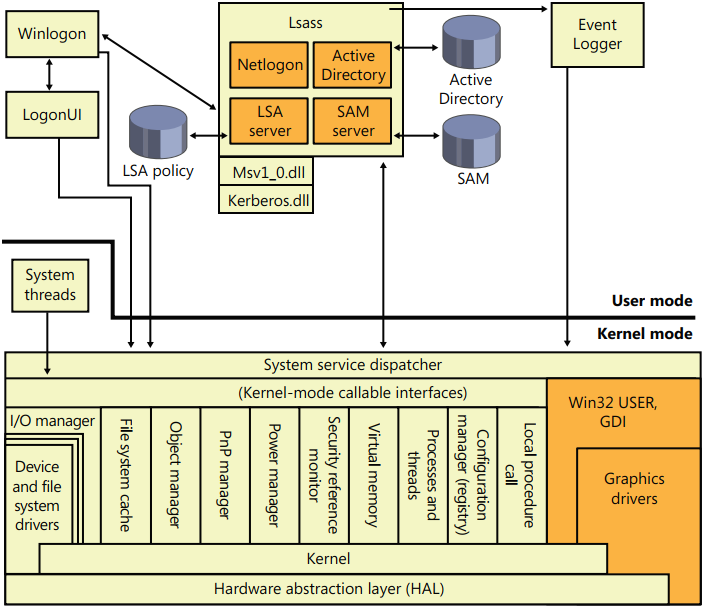 Winlogon
LogonUI
Lsass
Netlogon
Active
Directory
LSA
server
SAM
server
Msv1_0.dll
Kerberos.dll
LSA policy
Active
Directory
SAM
Event
Logger
System
threads
User mode
Kernel mode
System service dispatcher
(Kernel-mode callable interfaces)
Win32 USER,
GDI
I/O manager
Device
and file
system
drivers
File system cache
Object manager
PnP manager
Power manager
Security reference
monitor
Virtual memory
Processes and
threads
Configuration
manager (registry)
Local procedure
call
Graphics
drivers
Kernel
Hardware abstraction layer (HAL)